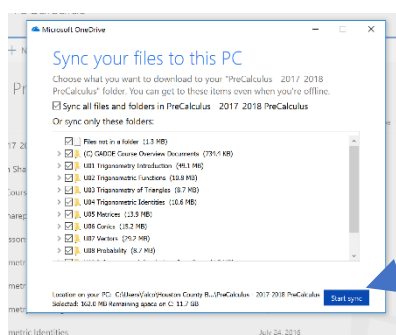 Microsoft OneDrive
Sync your files to this PC
Choose what you want to download to your "PreCalculus 2017 2018
PreCalculus" folder. You can get to these items even when you're offline.
Sync all files and folders in PreCalculus 2017 2018 PreCalculus
Or sync only these folders:
Files not in a folder (1.3 MB)
(C) GADOE Course Overview Documents (734.4 KB)
U01 Trigonometry Introduction (49.1 MB)
U02 Trigonometric Functions (10.8 MB)
U03 Trigonometry of Triangles (8.7 MB)
U04 Trigonometric Identities (10.6 MB)
U05 Matrices (13.9 MB)
U06 Conics (15.2 MB)
U07 Vectors (29.2 MB)
U08 Probability (8.7 MB)
Location on your PC: C:\Users\falco\Houston County B...\PreCalculus 2017 2018 PreCalculus
Selected: 162.0 MB Remaining space on C: 11.7 GB
Start sync
metric Identities
July 24, 2018